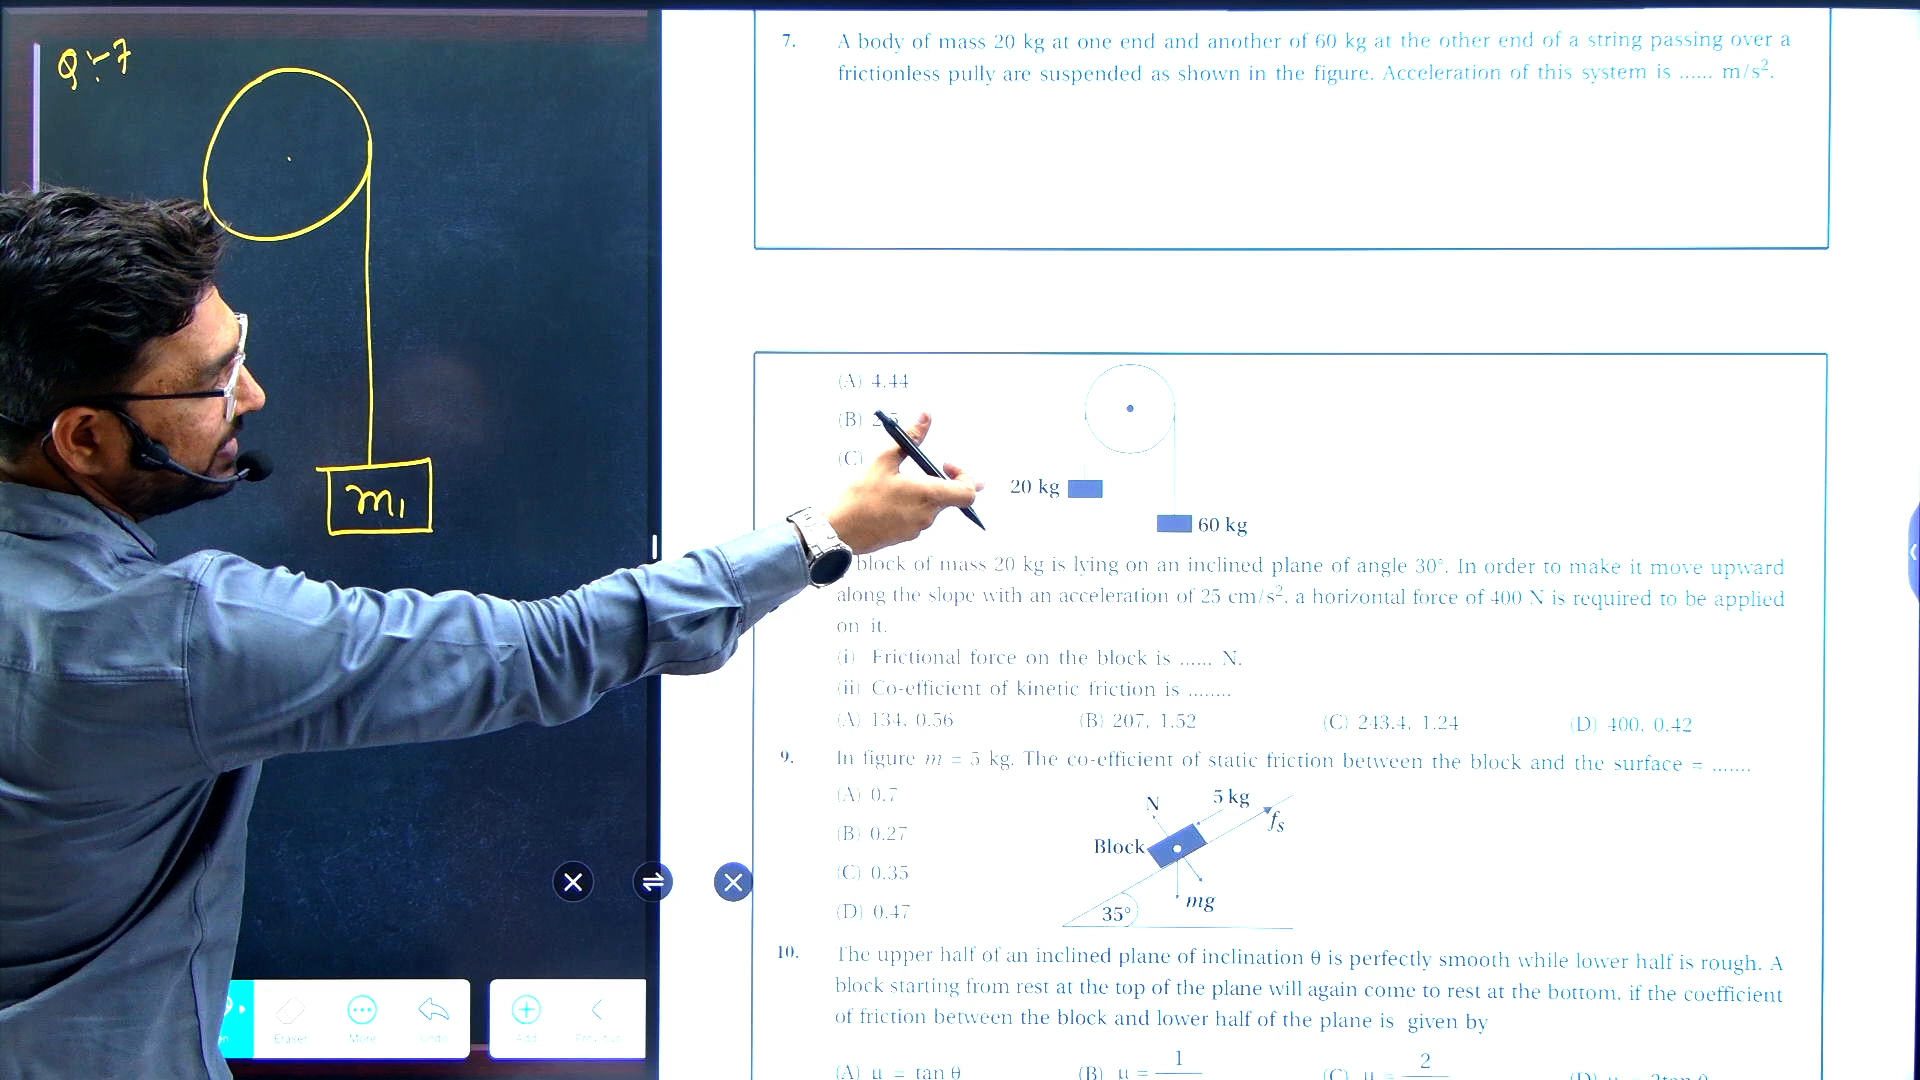 Q:-7
m1
7. A body of mass 20 kg at one end and another of 60 kg at the other end of a string passing over a
frictionless pully are suspended as shown in the figure. Acceleration of this system is ...... m/s².
(A) 4.44
(B) 2.5
(C)
20 kg
60 kg
block of mass 20 kg is lying on an inclined plane of angle 30°. In order to make it move upward
along the slope with an acceleration of 25 cm/s², a horizontal force of 400 N is required to be applied
on it.
(i) Frictional force on the block is ...... N.
(ii) Co-efficient of kinetic friction is ........
(A) 134, 0.56 (B) 207, 1.52 (C) 243.4, 1.24 (D) 400, 0.42
9. In figure m = 5 kg. The co-efficient of static friction between the block and the surface = .......
(A) 0.7
(B) 0.27
(C) 0.35
(D) 0.47
N
5 kg
fs
Block
mg
35°
10. The upper half of an inclined plane of inclination θ is perfectly smooth while lower half is rough. A
block starting from rest at the top of the plane will again come to rest at the bottom, if the coefficient
of friction between the block and lower half of the plane is given by
(A) μ = tan θ (B) μ = 1 (C) μ = 2 (D)
Eraser More Undo Add Previous